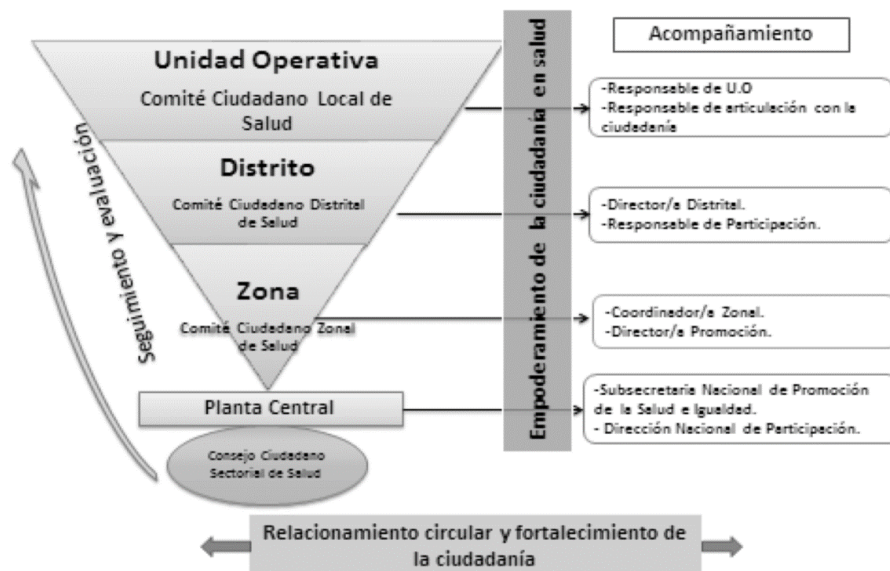 Unidad Operativa
Comité Ciudadano Local de
Salud
Distrito
Comité Ciudadano Distrital
de Salud
Zona
Comité Ciudadano Zonal
de Salud
Planta Central
Consejo Ciudadano
Sectorial de Salud
Seguimiento y evaluación
Empoderamiento de la ciudadanía en salud
Acompañamiento
-Responsable de U.O
-Responsable de articulación con la
ciudadanía
-Director/a Distrital.
-Responsable de Participación.
-Coordinador/a Zonal.
-Director/a Promoción.
-Subsecretaria Nacional de Promoción
de la Salud e Igualdad.
- Dirección Nacional de Participación.
Relacionamiento circular y fortalecimiento de
la ciudadanía